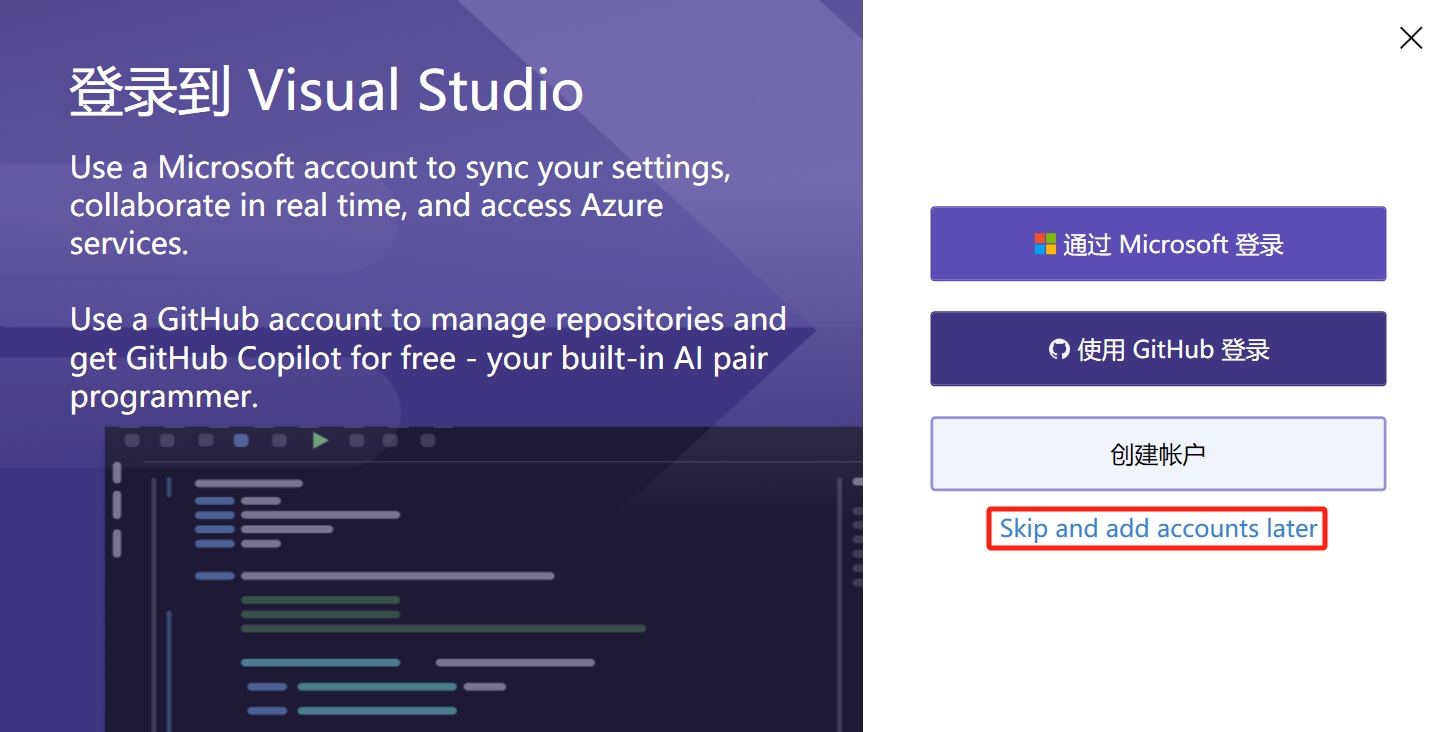 登录到 Visual Studio
Use a Microsoft account to sync your settings,
collaborate in real time, and access Azure
services.
Use a GitHub account to manage repositories and
get GitHub Copilot for free - your built-in AI pair
programmer.
通过 Microsoft 登录
使用 GitHub 登录
创建帐户
Skip and add accounts later